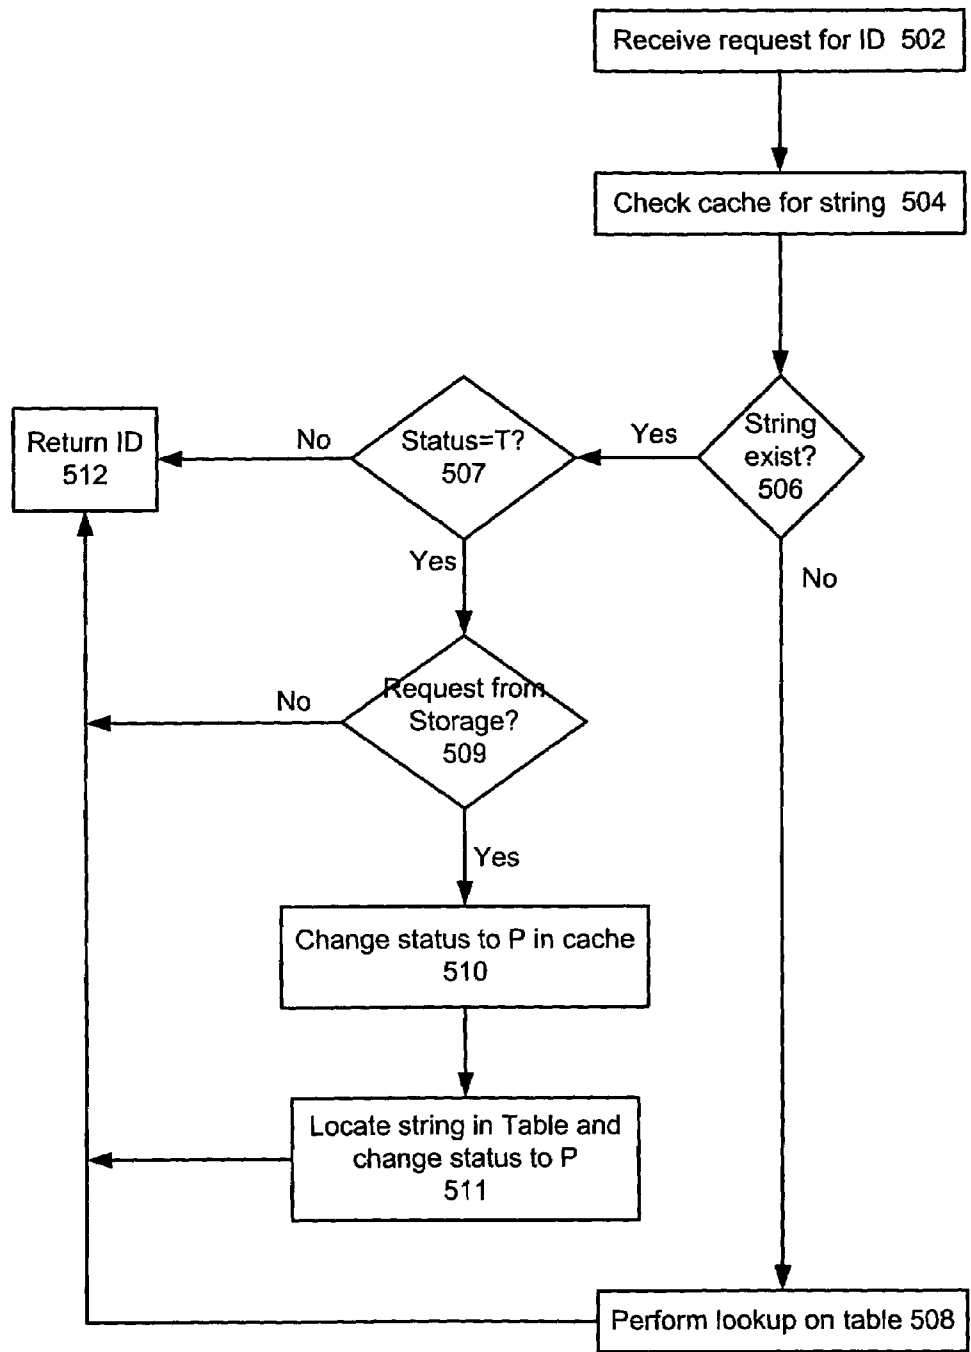 Receive request for ID 502
Check cache for string 504
String
exist?
506
Yes
No
Status=T?
507
No
Return ID
512
Yes
Request from
Storage?
509
No
Yes
Change status to P in cache
510
Locate string in Table and
change status to P
511
Perform lookup on table 508